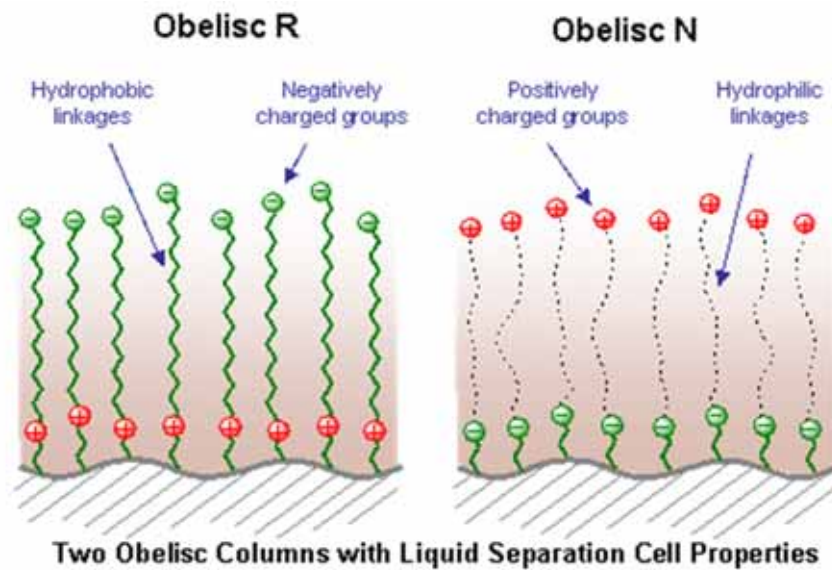 Obelisc R
Obelisc N
Hydrophobic
linkages
Negatively
charged groups
Positively
charged groups
Hydrophilic
linkages
Two Obelisc Columns with Liquid Separation Cell Properties